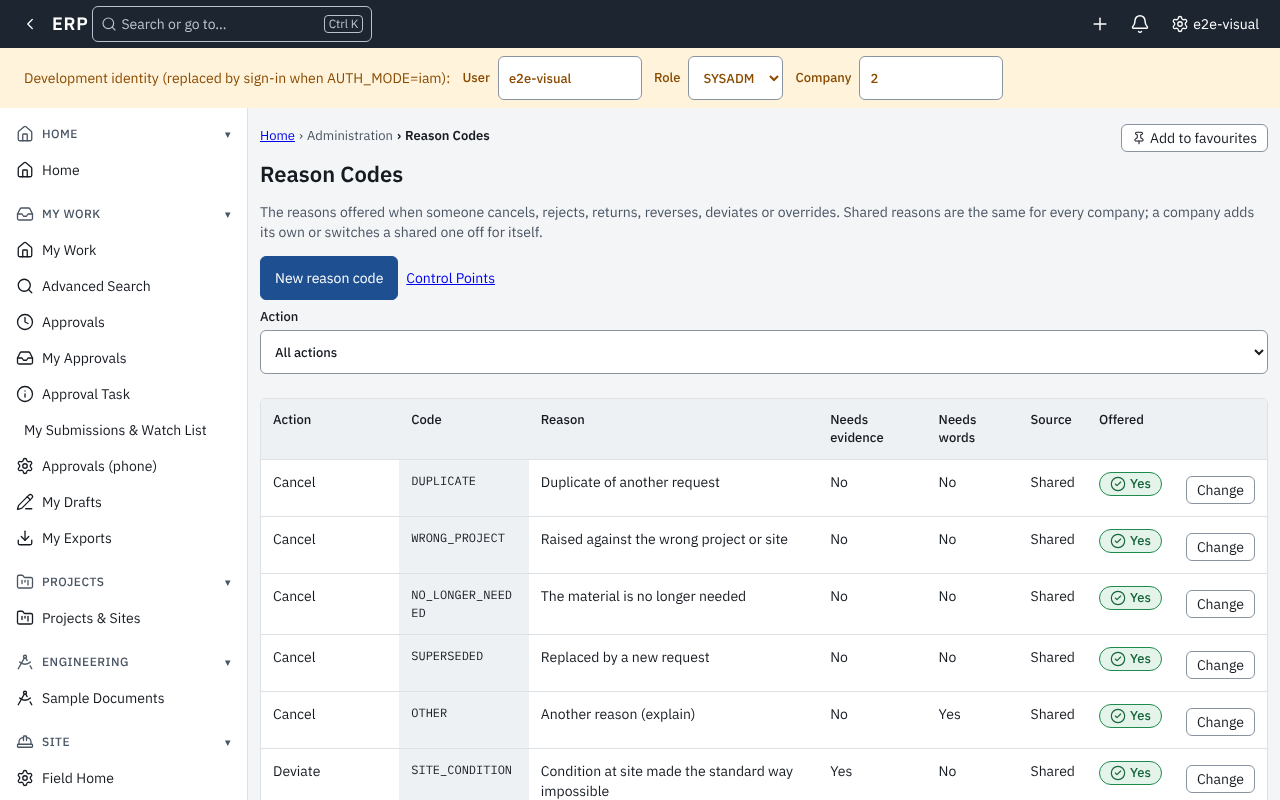 ERP
Search or go to...
Ctrl K
e2e-visual
Development identity (replaced by sign-in when AUTH_MODE=iam):
User
e2e-visual
Role
SYSADM
Company
2
HOME
Home
MY WORK
My Work
Advanced Search
Approvals
My Approvals
Approval Task
My Submissions & Watch List
Approvals (phone)
My Drafts
My Exports
PROJECTS
Projects & Sites
ENGINEERING
Sample Documents
SITE
Field Home
Home › Administration › Reason Codes
Add to favourites
Reason Codes
The reasons offered when someone cancels, rejects, returns, reverses, deviates or overrides. Shared reasons are the same for every company; a company adds
its own or switches a shared one off for itself.
New reason code
Control Points
Action
All actions
Action Code Reason Needs evidence Needs words Source Offered
Cancel DUPLICATE Duplicate of another request No No Shared Yes Change
Cancel WRONG_PROJECT Raised against the wrong project or site No No Shared Yes Change
Cancel NO_LONGER_NEEDED The material is no longer needed No No Shared Yes Change
Cancel SUPERSEDED Replaced by a new request No No Shared Yes Change
Cancel OTHER Another reason (explain) No Yes Shared Yes Change
Deviate SITE_CONDITION Condition at site made the standard way impossible Yes No Shared Yes Change